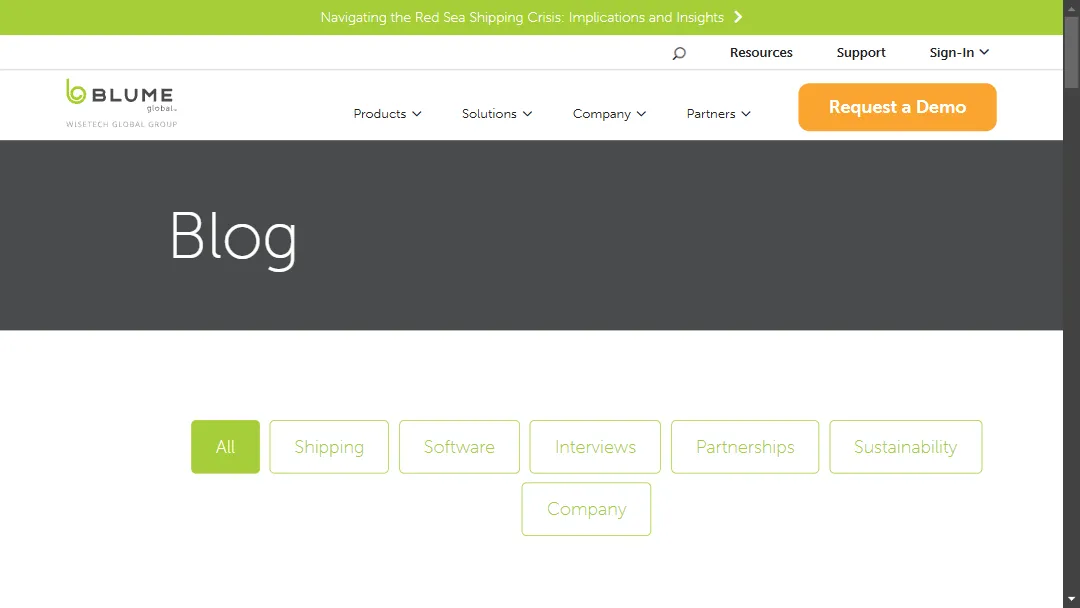 Navigating the Red Sea Shipping Crisis: Implications and Insights
Resources Support Sign-In
BLUME
global™
WISETECH GLOBAL GROUP
Products Solutions Company Partners Request a Demo
Blog
All Shipping Software Interviews Partnerships Sustainability
Company